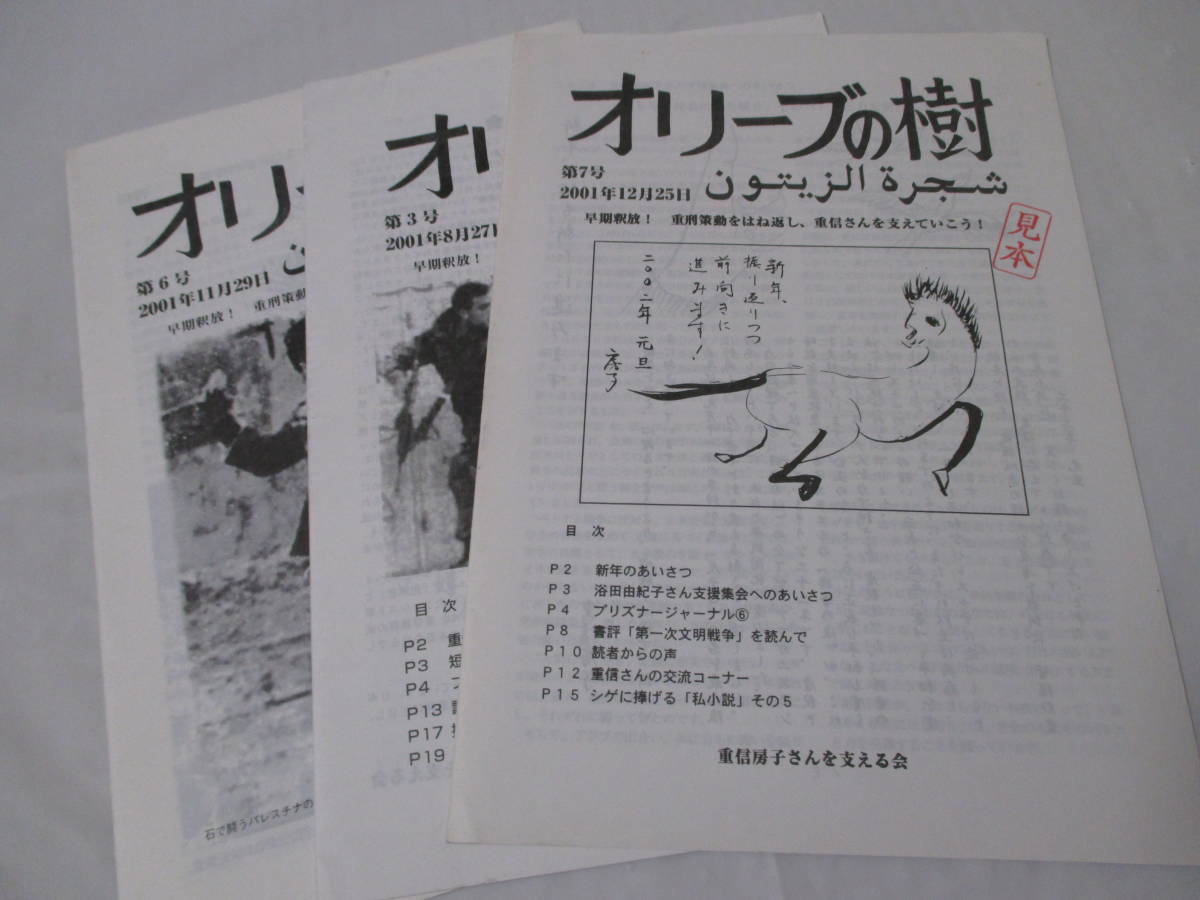 オリーブの樹
第7号
2001年12月25日
شجرة الزيتون
早期釈放！ 重刑策動をはね返し、重信さんを支えていこう！
見本
新年、
振り返りつつ
前向きに
進みます！
二〇〇二年 元旦
房子
目 次
P2 新年のあいさつ
P3 浴田由紀子さん支援集会へのあいさつ
P4 プリズナージャーナル⑥
P8 書評「第一次文明戦争」を読んで
P10 読者からの声
P12 重信さんの交流コーナー
P15 シゲに捧げる「私小説」その5
重信房子さんを支える会
オリ
第3号
2001年8月27日
早期釈放！
目 次
P2 重
P3 短
P4
P13
P17
P19
オリー
第6号
2001年11月29日
早期釈放！ 重刑策動
石で闘うパレスチナの